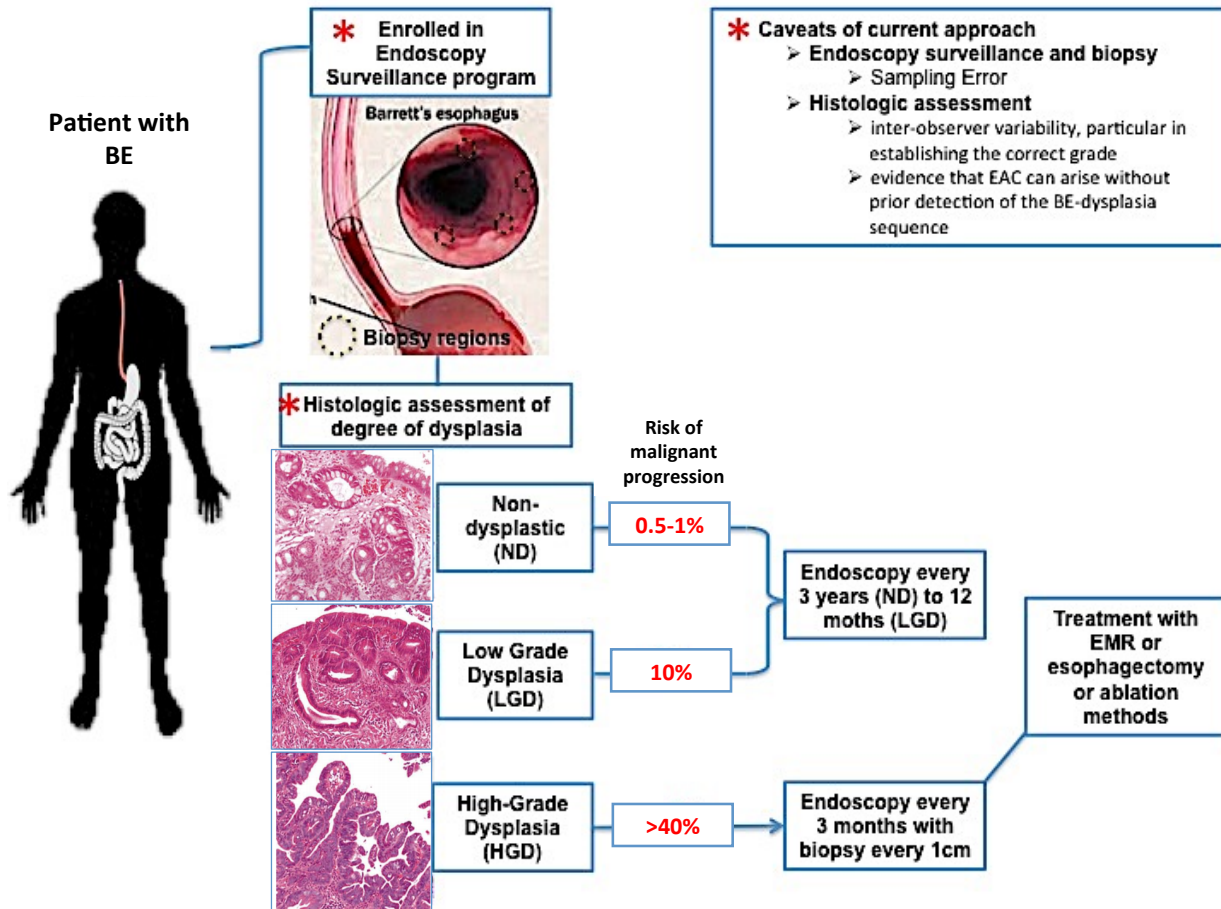 Patient with
BE
* Enrolled in
Endoscopy
Surveillance program
Barrett's esophagus
Biopsy regions
* Caveats of current approach
➢ Endoscopy surveillance and biopsy
➢ Sampling Error
➢ Histologic assessment
➢ inter-observer variability, particular in
establishing the correct grade
➢ evidence that EAC can arise without
prior detection of the BE-dysplasia
sequence
* Histologic assessment of
degree of dysplasia
Risk of
malignant
progression
Non-
dysplastic
(ND)
0.5-1%
Low Grade
Dysplasia
(LGD)
10%
Endoscopy every
3 years (ND) to 12
moths (LGD)
High-Grade
Dysplasia
(HGD)
>40%
Endoscopy every
3 months with
biopsy every 1cm
Treatment with
EMR or
esophagectomy
or ablation
methods